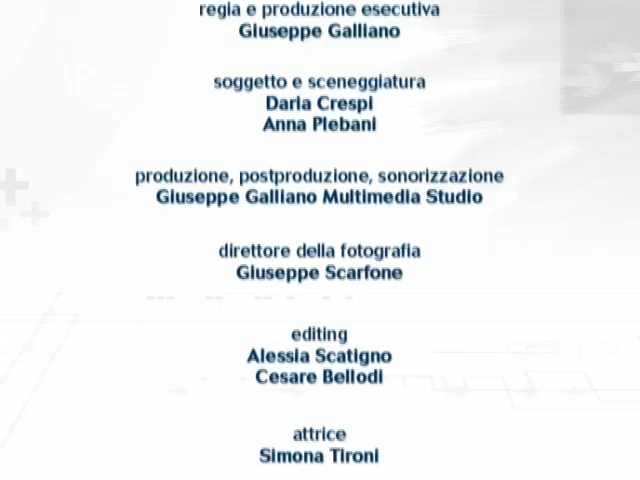 regia e produzione esecutiva
Giuseppe Galliano
soggetto e sceneggiatura
Daria Crespi
Anna Plebani
produzione, postproduzione, sonorizzazione
Giuseppe Galliano Multimedia Studio
direttore della fotografia
Giuseppe Scarfone
editing
Alessia Scatigno
Cesare Bellodi
attrice
Simona Tironi